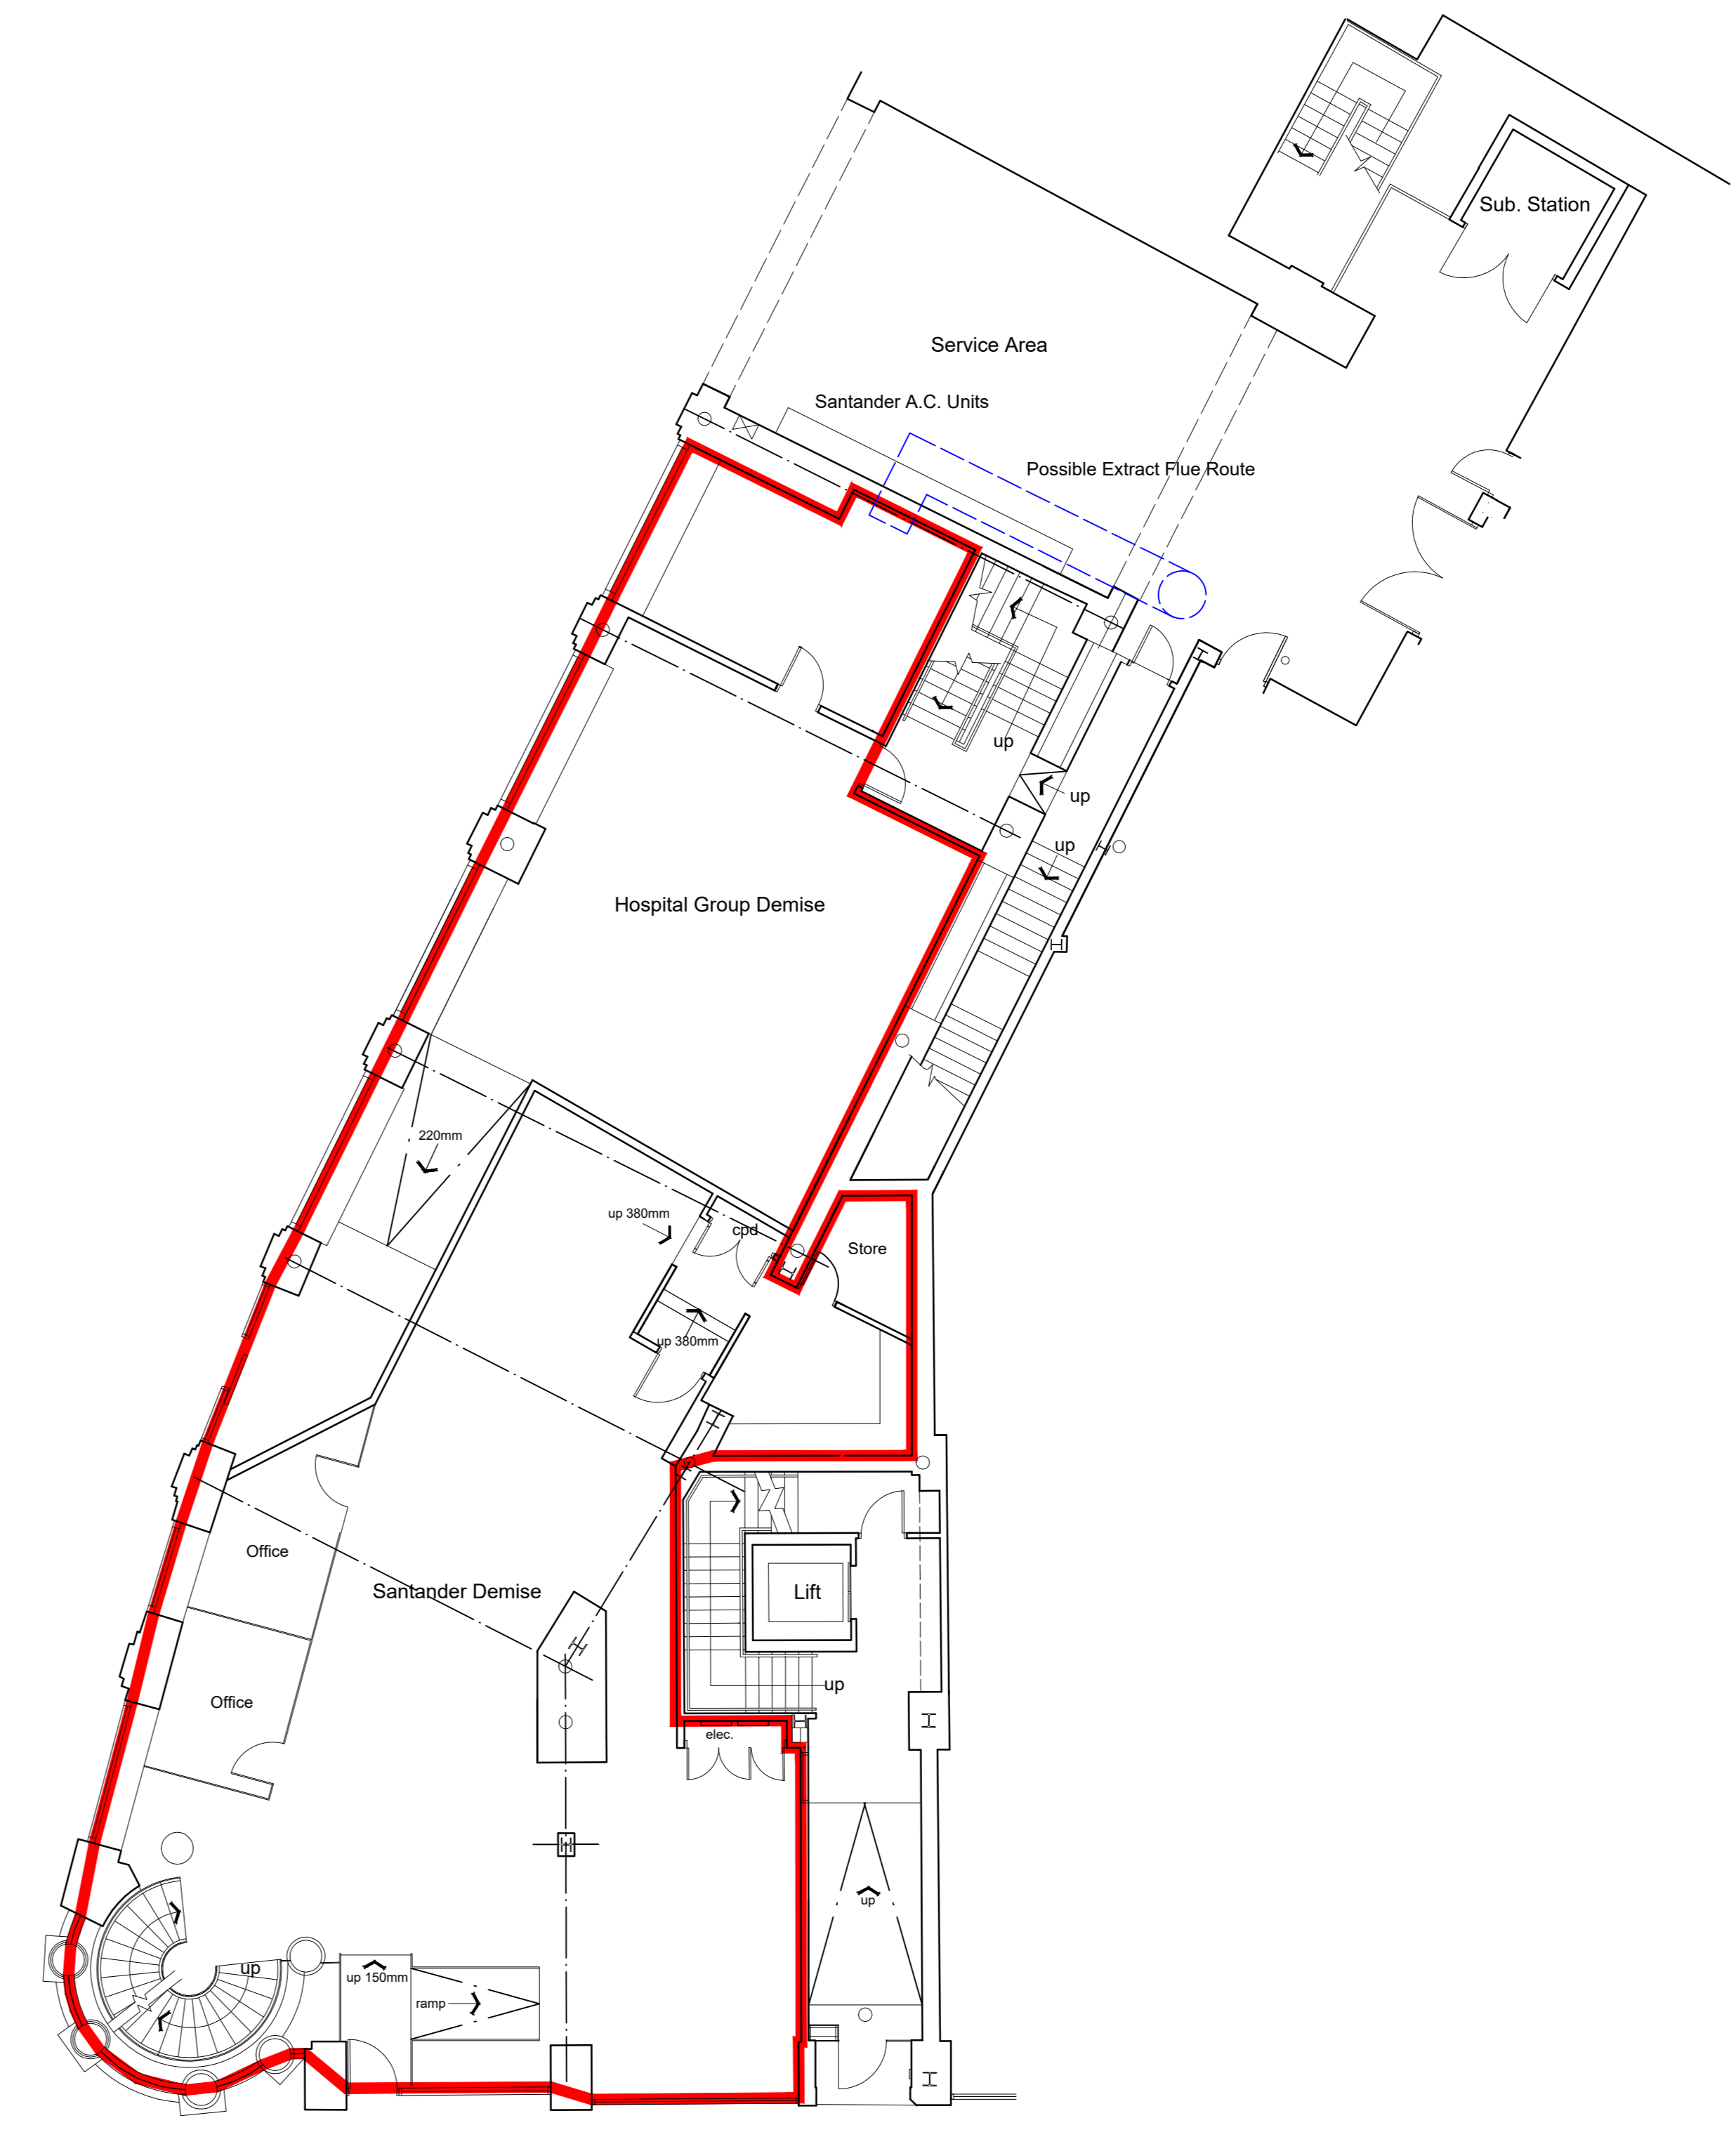 Sub. Station
Service Area
Santander A.C. Units
Possible Extract Flue Route
up
up
up
Hospital Group Demise
220mm
up 380mm
cpd
Store
up 380mm
Office
Santander Demise
Lift
up
Office
elec.
up
up
up 150mm
ramp